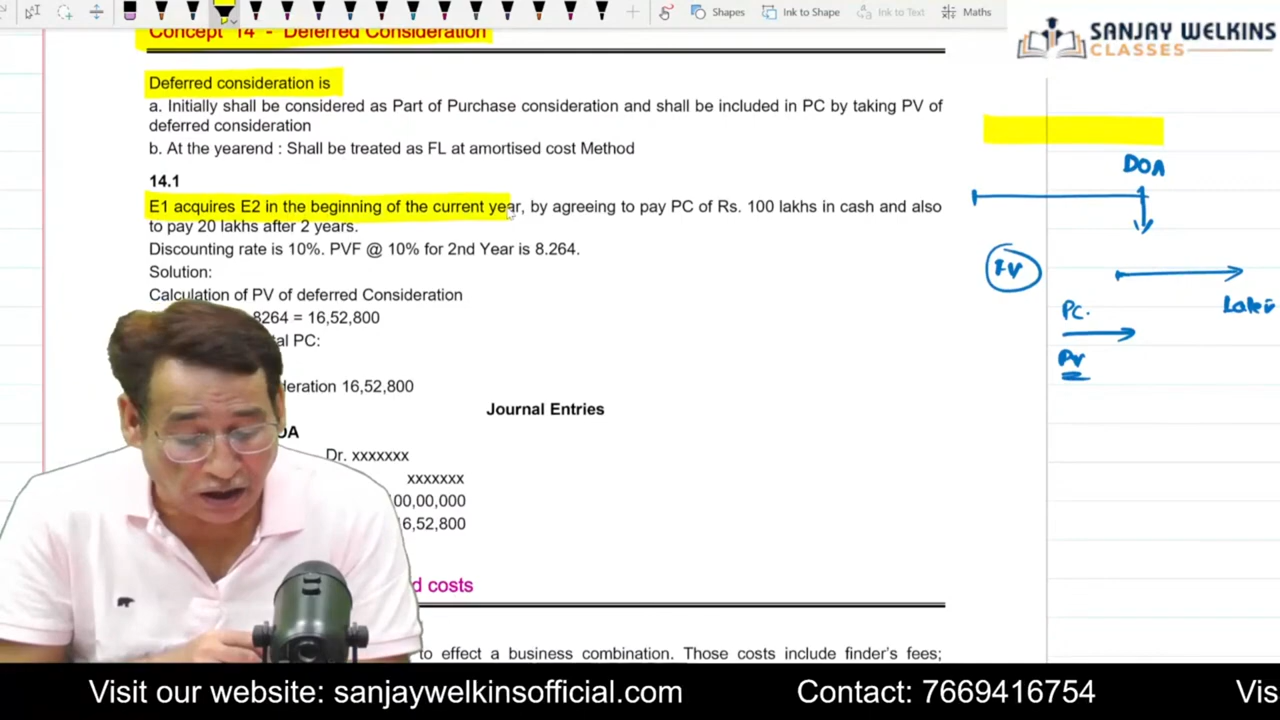 Shapes
Ink to Shape
Ink to Text
Maths
SANJAY WELKINS
CLASSES
Concept 14 - Deferred Consideration
Deferred consideration is
a. Initially shall be considered as Part of Purchase consideration and shall be included in PC by taking PV of
deferred consideration
b. At the yearend : Shall be treated as FL at amortised cost Method
14.1
E1 acquires E2 in the beginning of the current year, by agreeing to pay PC of Rs. 100 lakhs in cash and also
to pay 20 lakhs after 2 years.
Discounting rate is 10%. PVF @ 10% for 2nd Year is 8.264.
Solution:
Calculation of PV of deferred Consideration
8264 = 16,52,800
al PC:
deration 16,52,800
Journal Entries
OA
Dr. xxxxxxx
xxxxxxx
00,00,000
6,52,800
d costs
to effect a business combination. Those costs include finder's fees;
DOA
FV
Later
PC.
PV
Visit our website: sanjaywelkinsofficial.com
Contact: 7669416754
Vis